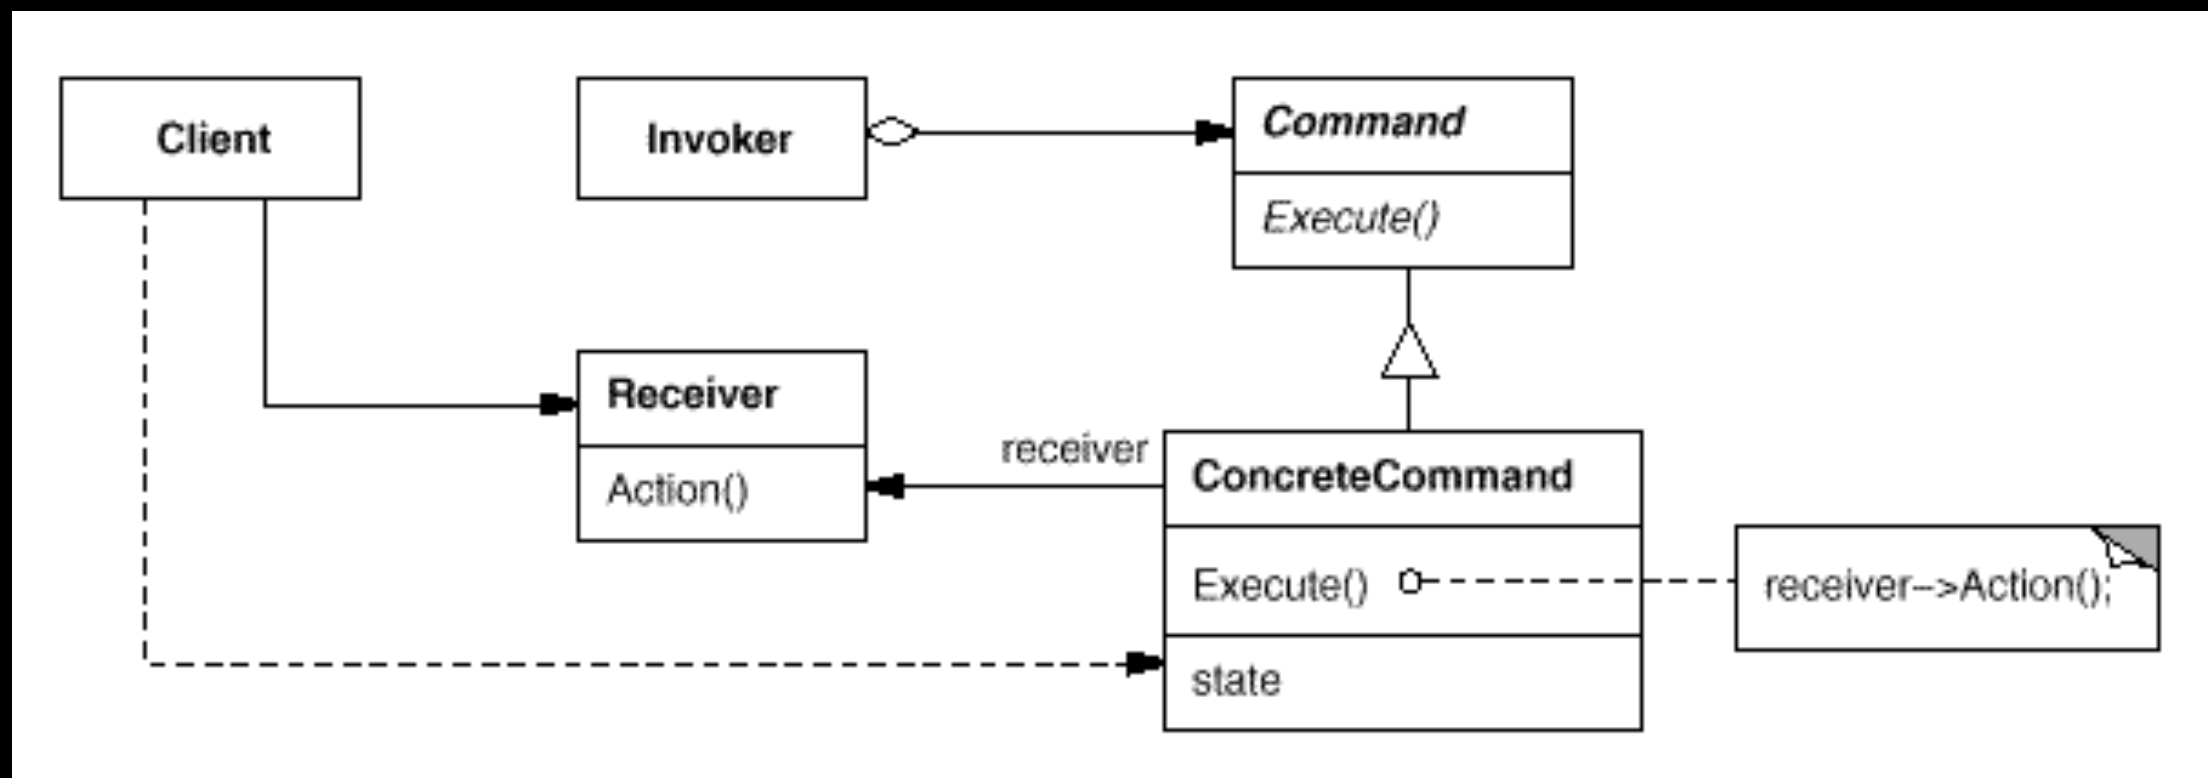 Client
Invoker
Command
Execute()
Receiver
Action()
receiver
ConcreteCommand
Execute()
receiver-->Action();
state